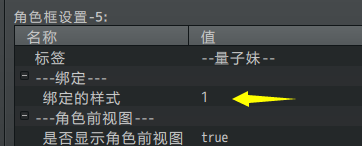 角色框设置-5:
名称 值
标签 --量子妹--
---绑定---
绑定的样式 1
---角色前视图---
是否显示角色前视图 true